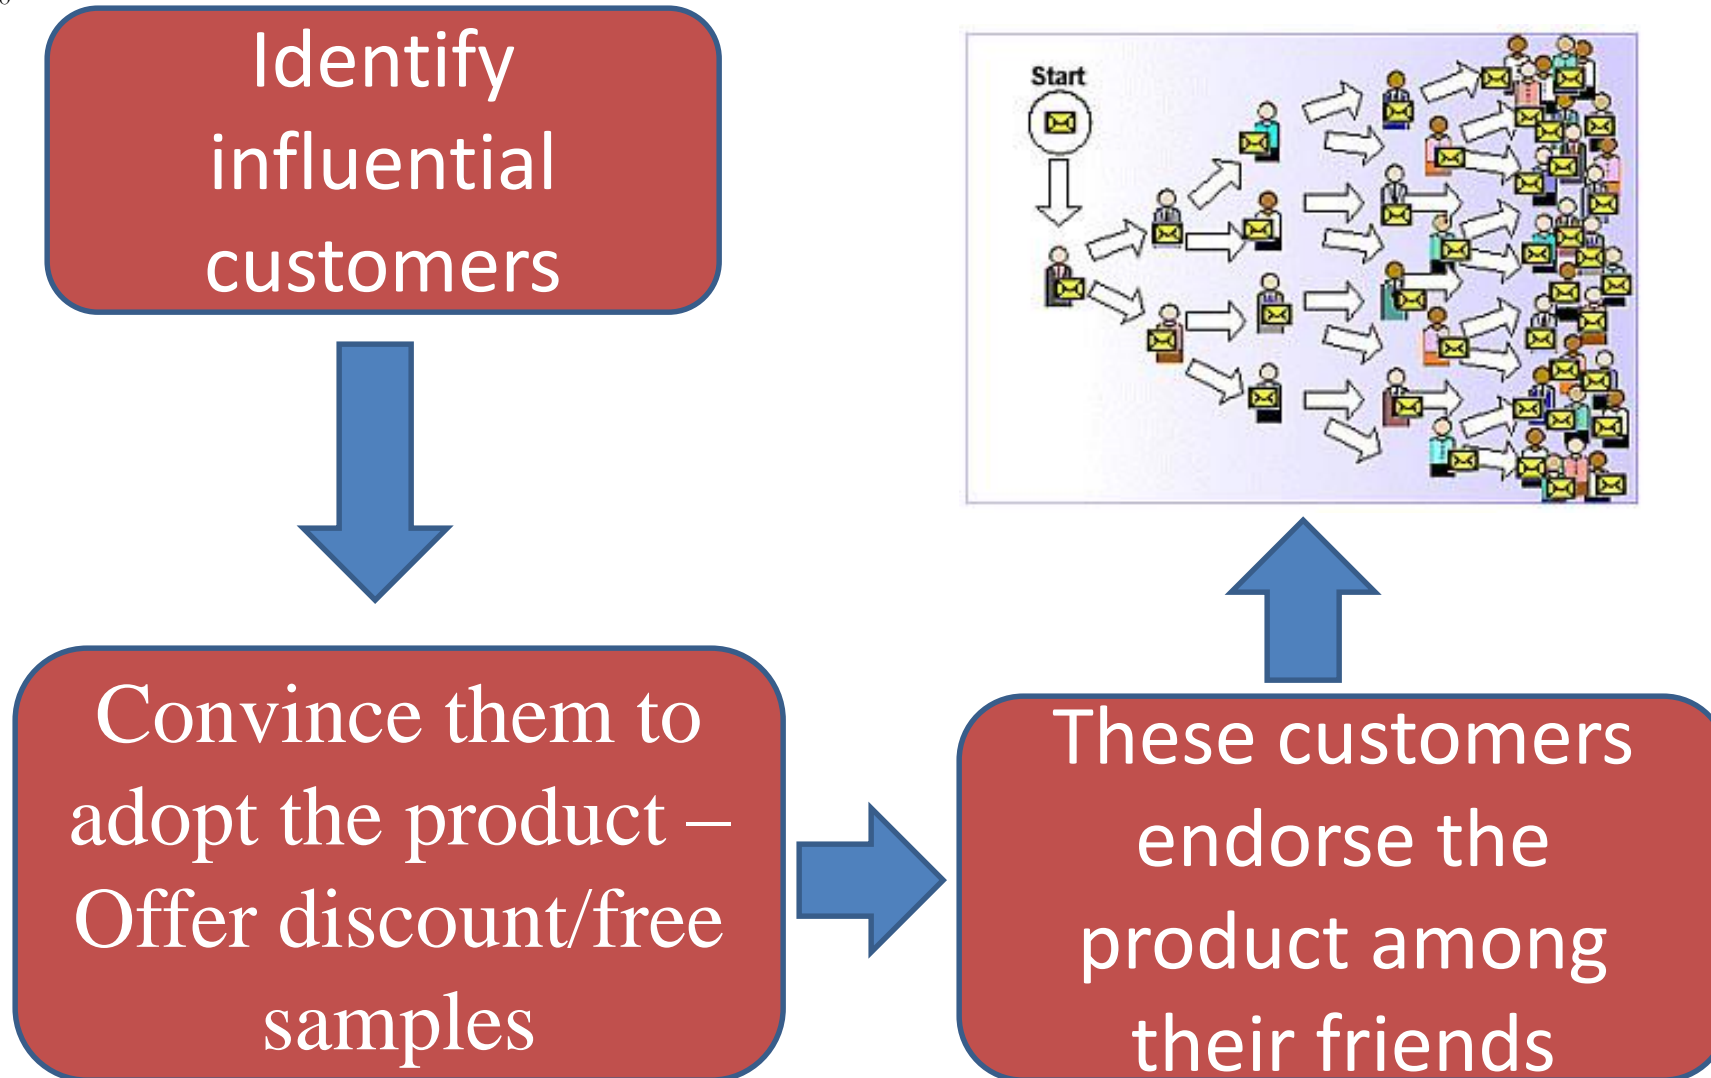 Identify
influential
customers
Start
Convince them to
adopt the product –
Offer discount/free
samples
These customers
endorse the
product among
their friends